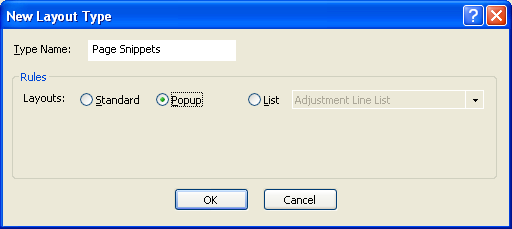 New Layout Type
Type Name: Page Snippets
Rules
Layouts: Standard Popup List Adjustment Line List
OK Cancel